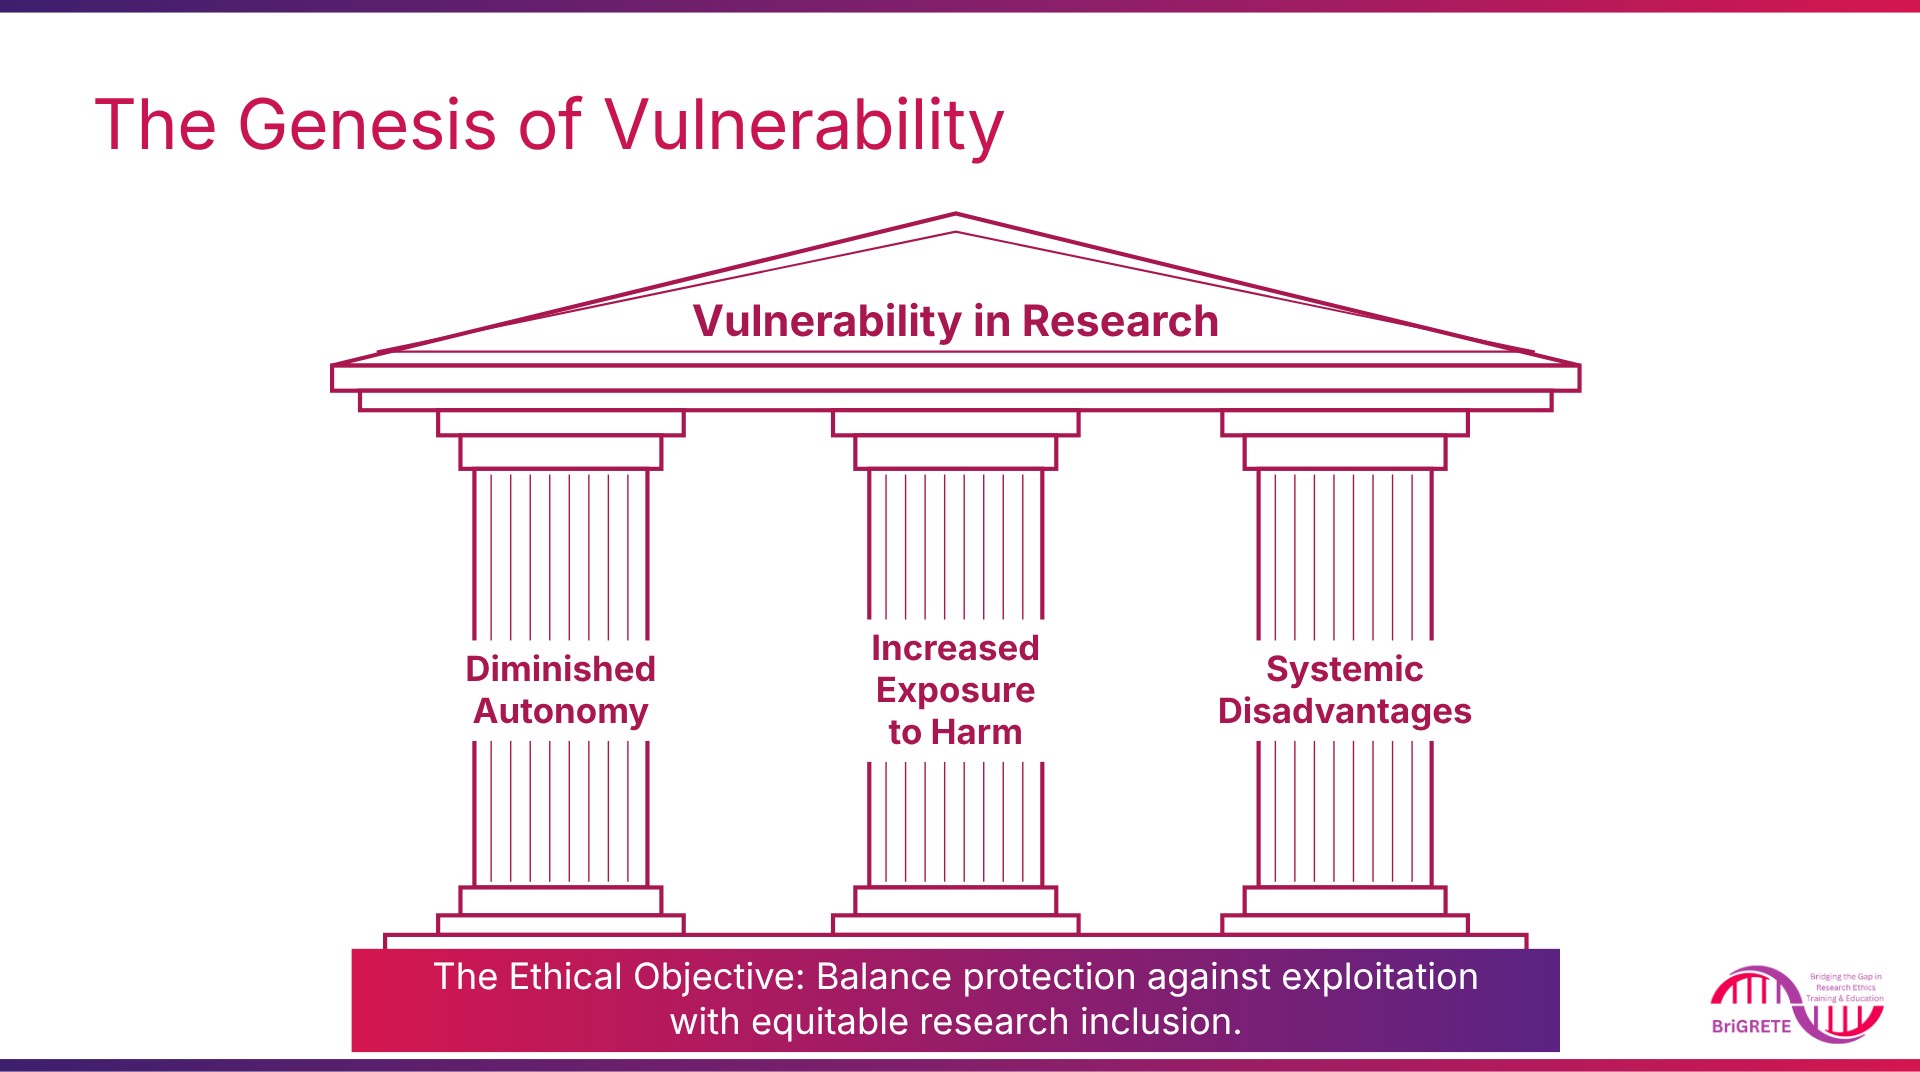 The Genesis of Vulnerability
Vulnerability in Research
Diminished
Autonomy
Increased
Exposure
to Harm
Systemic
Disadvantages
The Ethical Objective: Balance protection against exploitation
with equitable research inclusion.
Bridging the Gap in
Research Ethics
Training & Education
BriGRETE